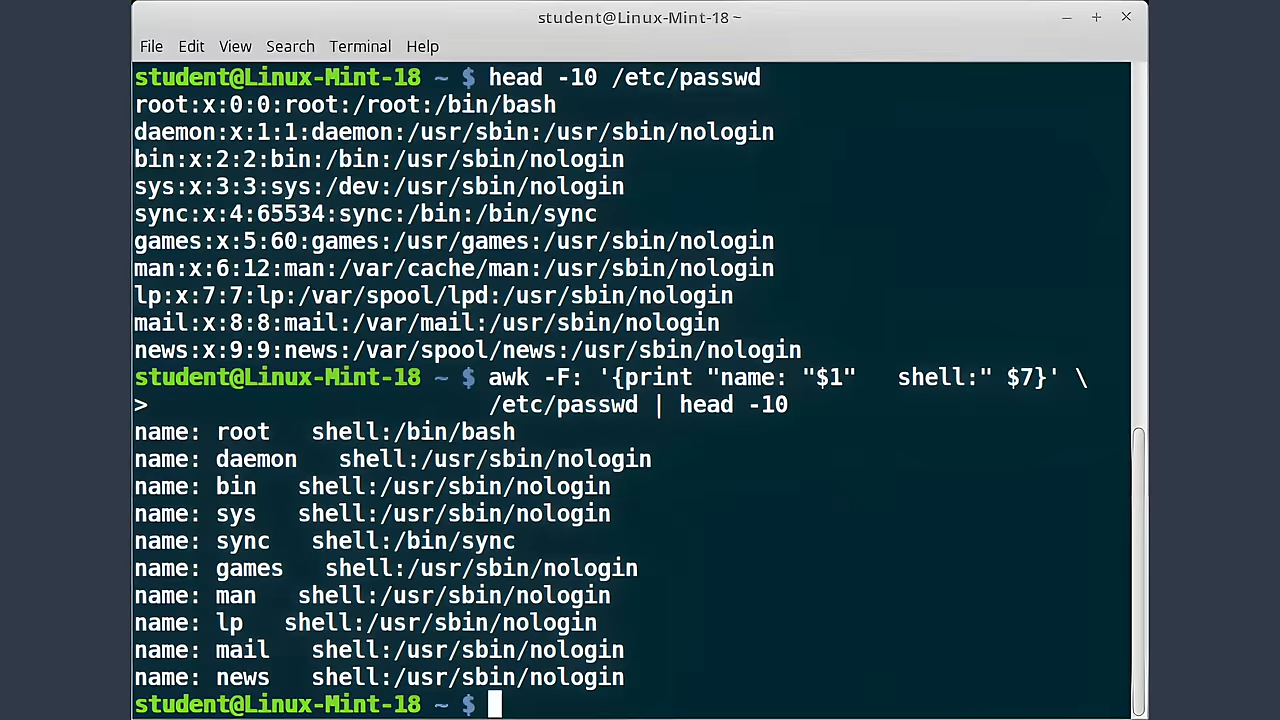 student@Linux-Mint-18 ~
File Edit View Search Terminal Help
student@Linux-Mint-18 ~ $ head -10 /etc/passwd
root:x:0:0:root:/root:/bin/bash
daemon:x:1:1:daemon:/usr/sbin:/usr/sbin/nologin
bin:x:2:2:bin:/bin:/usr/sbin/nologin
sys:x:3:3:sys:/dev:/usr/sbin/nologin
sync:x:4:65534:sync:/bin:/bin/sync
games:x:5:60:games:/usr/games:/usr/sbin/nologin
man:x:6:12:man:/var/cache/man:/usr/sbin/nologin
lp:x:7:7:lp:/var/spool/lpd:/usr/sbin/nologin
mail:x:8:8:mail:/var/mail:/usr/sbin/nologin
news:x:9:9:news:/var/spool/news:/usr/sbin/nologin
student@Linux-Mint-18 ~ $ awk -F: '{print "name: "$1"   shell:" $7}' \
>                         /etc/passwd | head -10
name: root   shell:/bin/bash
name: daemon   shell:/usr/sbin/nologin
name: bin   shell:/usr/sbin/nologin
name: sys   shell:/usr/sbin/nologin
name: sync   shell:/bin/sync
name: games   shell:/usr/sbin/nologin
name: man   shell:/usr/sbin/nologin
name: lp   shell:/usr/sbin/nologin
name: mail   shell:/usr/sbin/nologin
name: news   shell:/usr/sbin/nologin
student@Linux-Mint-18 ~ $